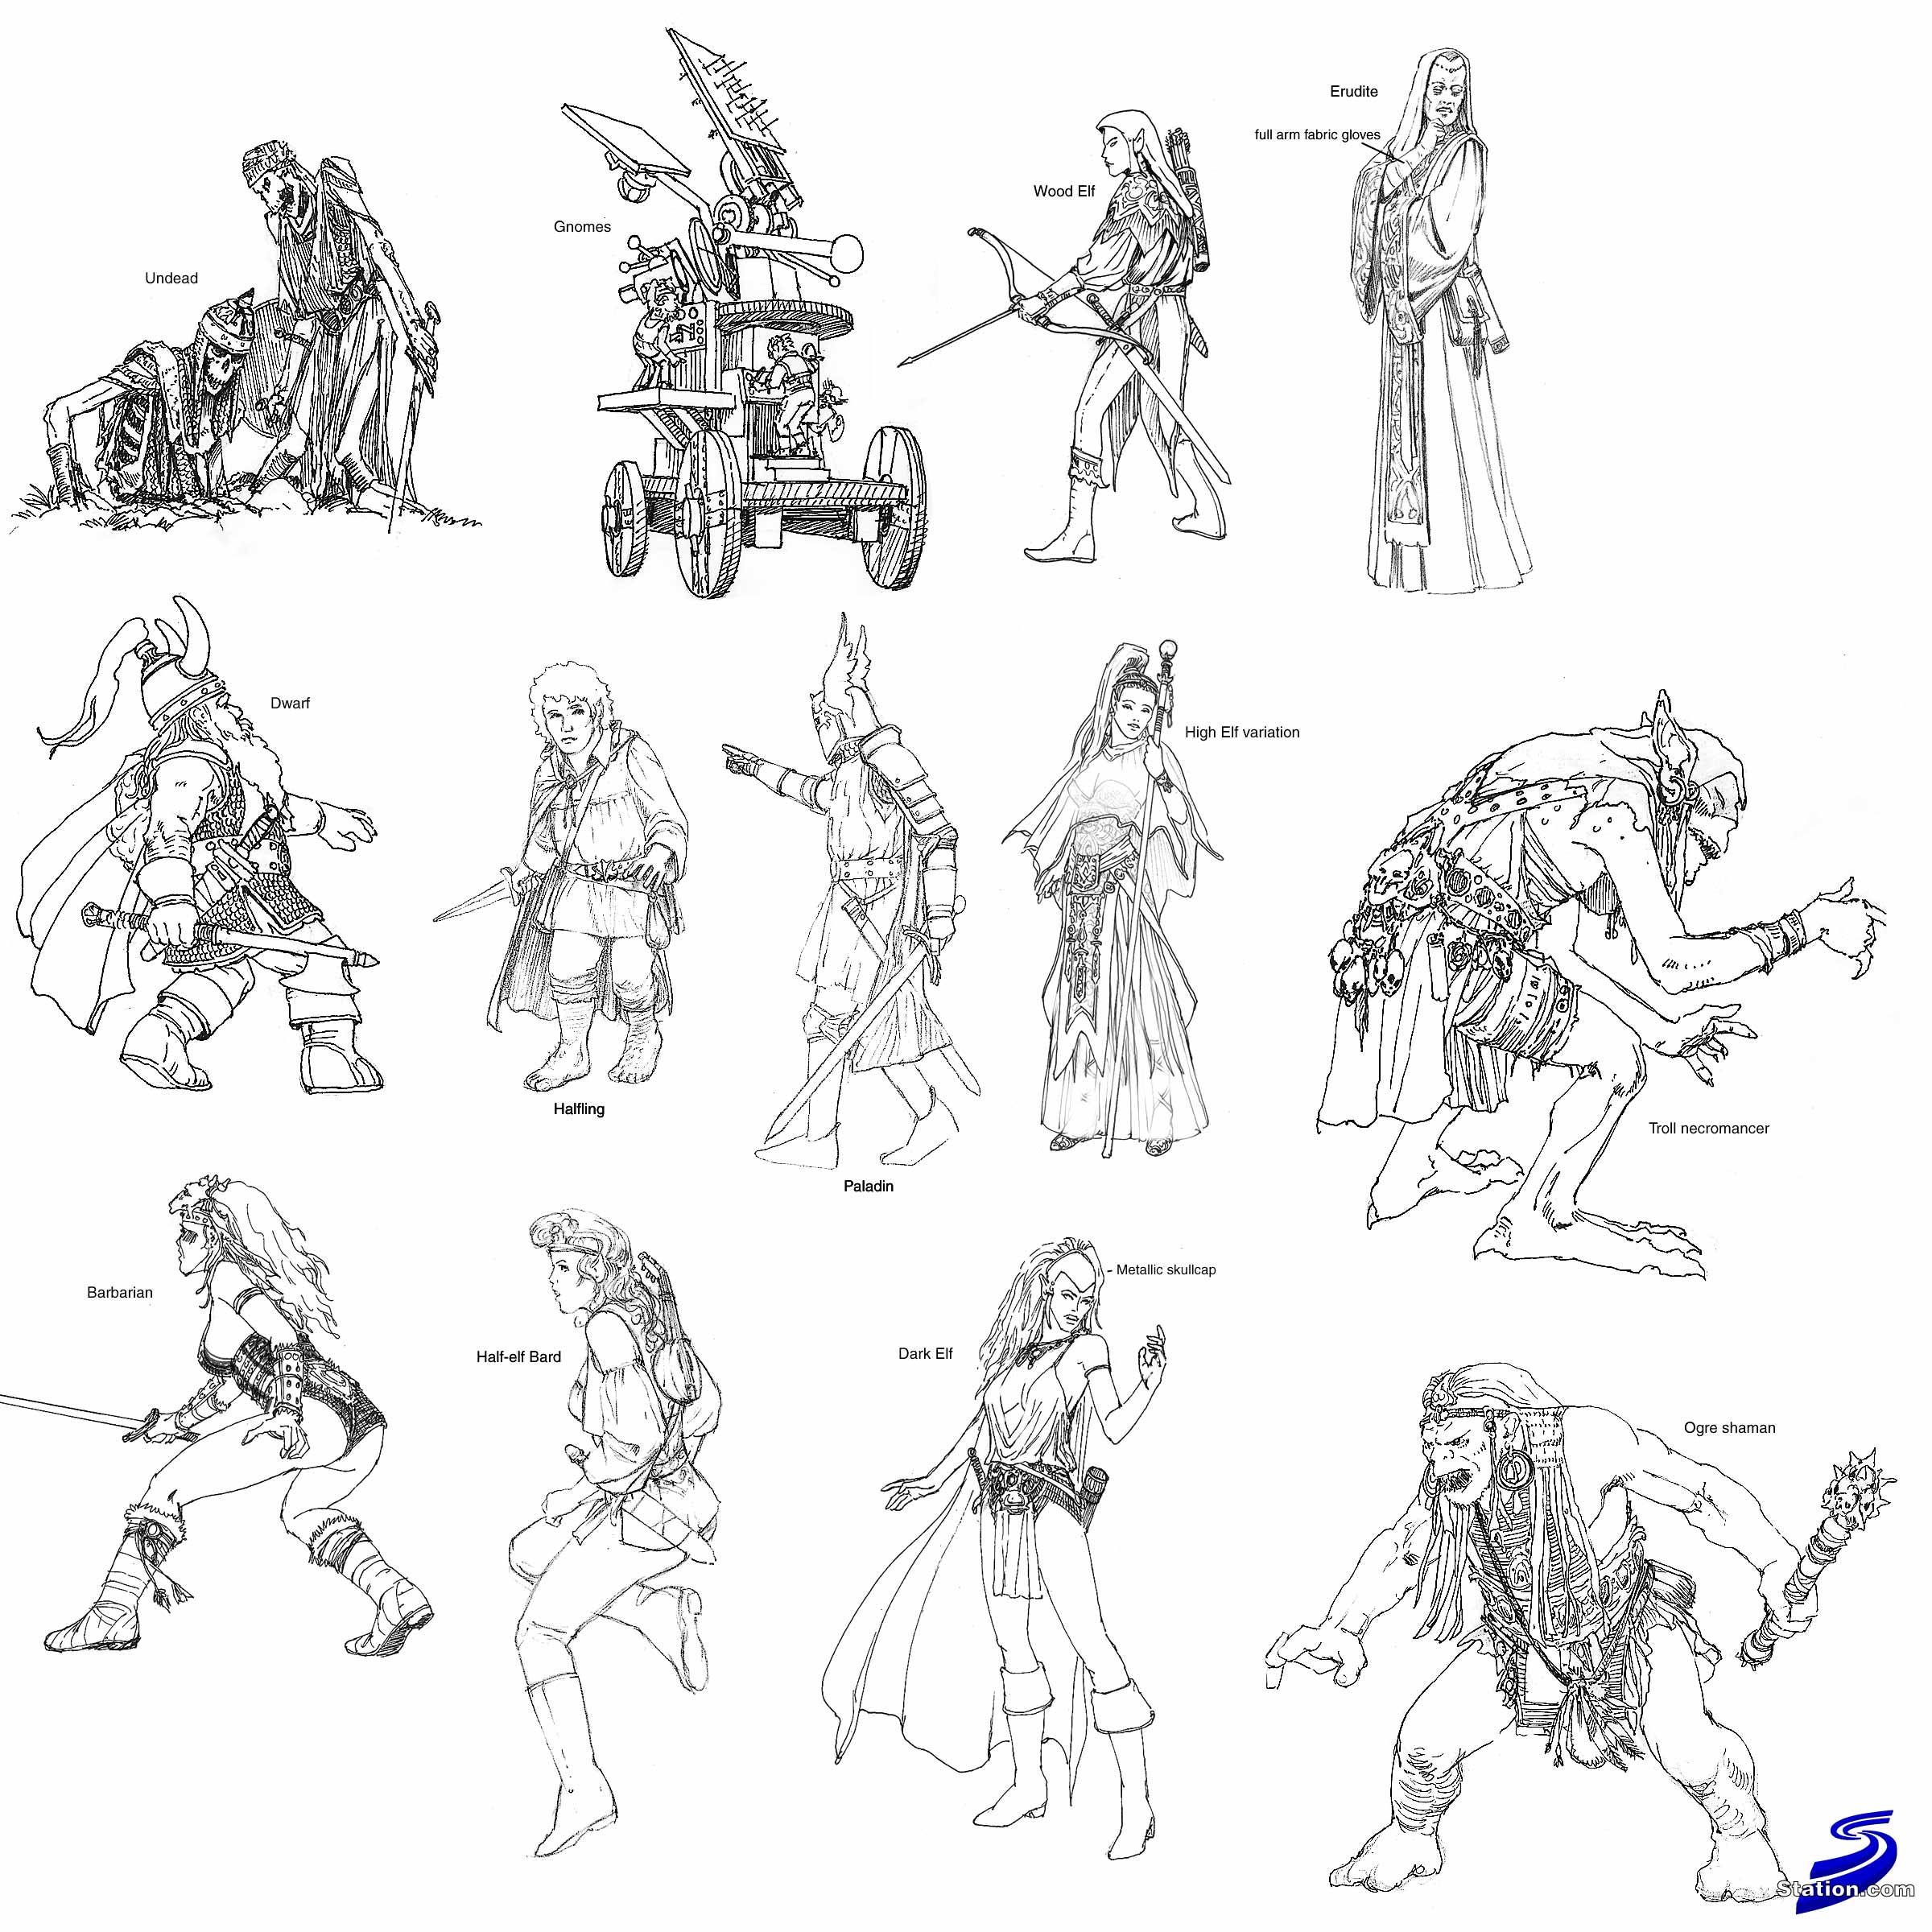 Erudite
full arm fabric gloves
Wood Elf
Gnomes
Undead
Dwarf
High Elf variation
Halfling
Troll necromancer
Paladin
Barbarian
Metallic skullcap
Half-elf Bard
Dark Elf
Ogre shaman
Station.com